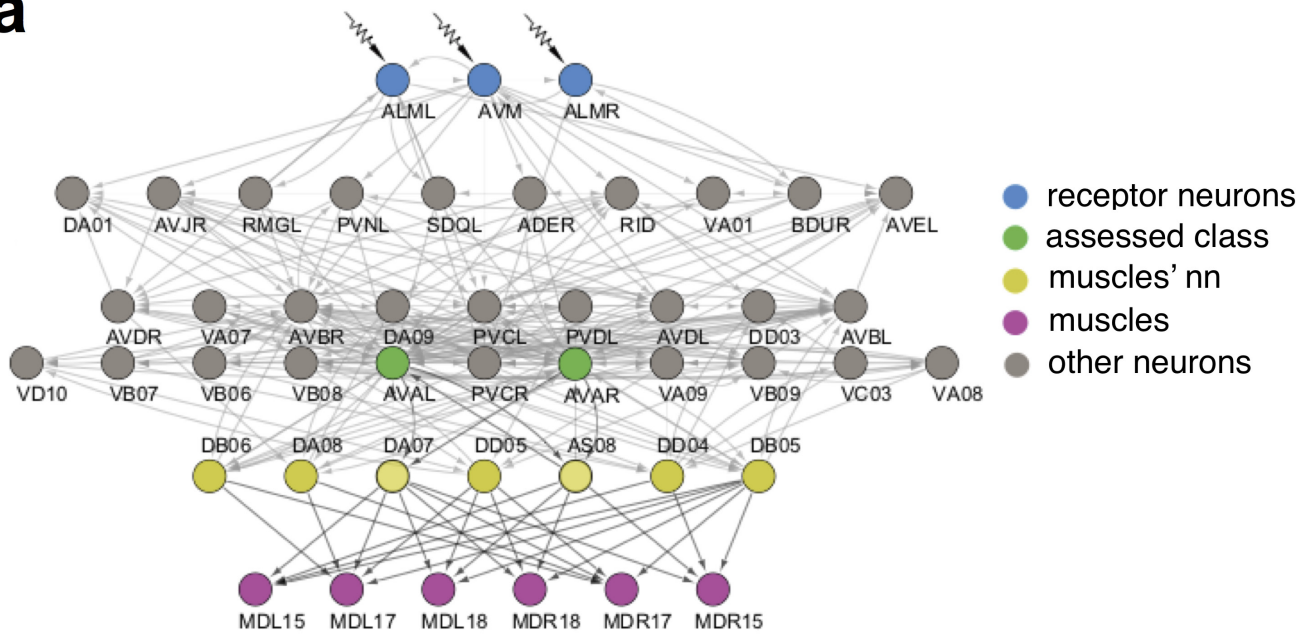 a
ALML AVM ALMR
DA01 AVJR RMGL PVNL SDQL ADER RID VA01 BDUR AVEL
receptor neurons
assessed class
muscles' nn
muscles
other neurons
AVDR VA07 AVBR DA09 PVCL PVDL AVDL DD03 AVBL
VD10 VB07 VB06 VB08 AVAL PVCR AVAR VA09 VB09 VC03 VA08
DB06 DA08 DA07 DD05 AS08 DD04 DB05
MDL15 MDL17 MDL18 MDR18 MDR17 MDR15